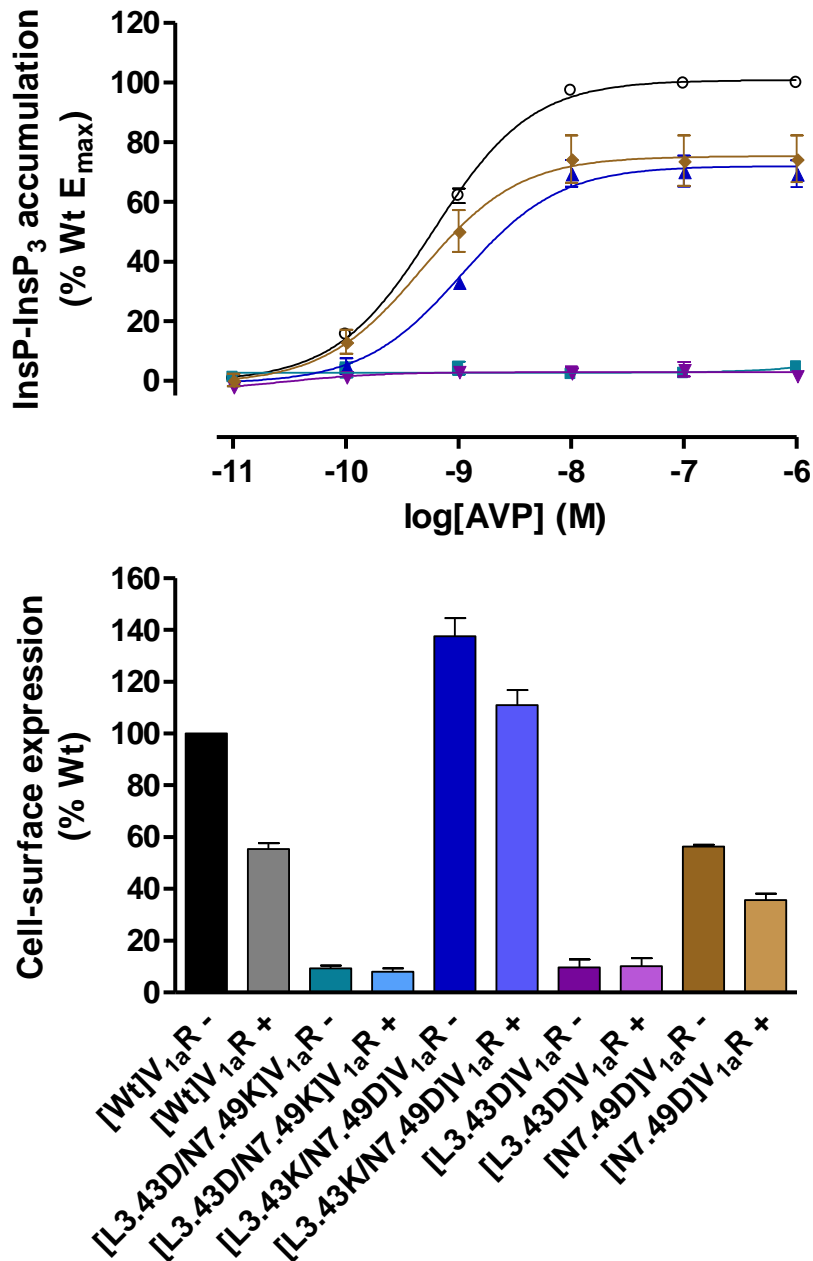 InsP-InsP3 accumulation
(% Wt Emax)
120
100
80
60
40
20
0
-11 -10 -9 -8 -7 -6
log[AVP] (M)
Cell-surface expression
(% Wt)
160
140
120
100
80
60
40
20
0
[Wt]V1aR -
[Wt]V1aR +
[L3.43D/N7.49K]V1aR -
[L3.43D/N7.49K]V1aR +
[L3.43K/N7.49D]V1aR -
[L3.43K/N7.49D]V1aR +
[L3.43D]V1aR -
[L3.43D]V1aR +
[N7.49D]V1aR -
[N7.49D]V1aR +